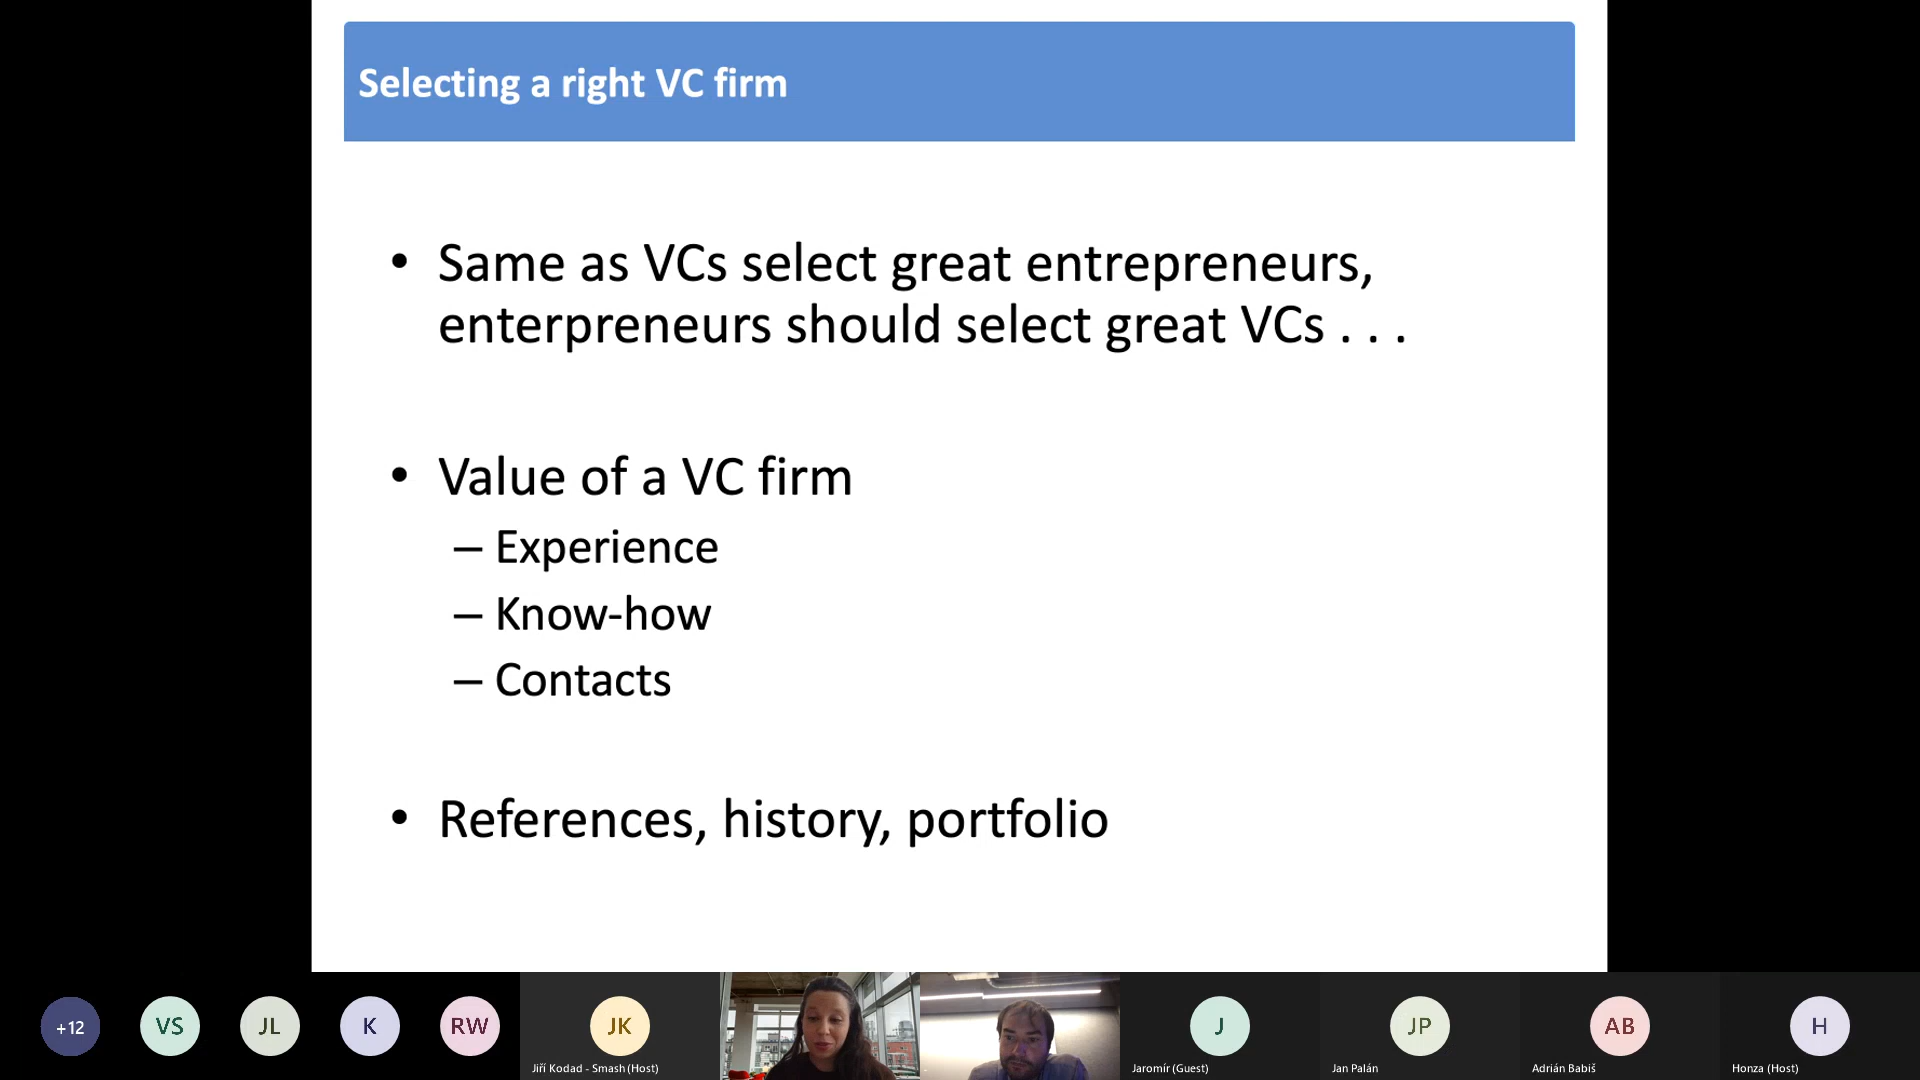 Selecting a right VC firm
• Same as VCs select great entrepreneurs,
enterpreneurs should select great VCs . . .
• Value of a VC firm
– Experience
– Know-how
– Contacts
• References, history, portfolio
+12
VS
JL
K
RW
JK
J
JP
AB
H
Jiří Kodad - Smash (Host)
Jaromír (Guest)
Jan Palán
Adrián Babiš
Honza (Host)